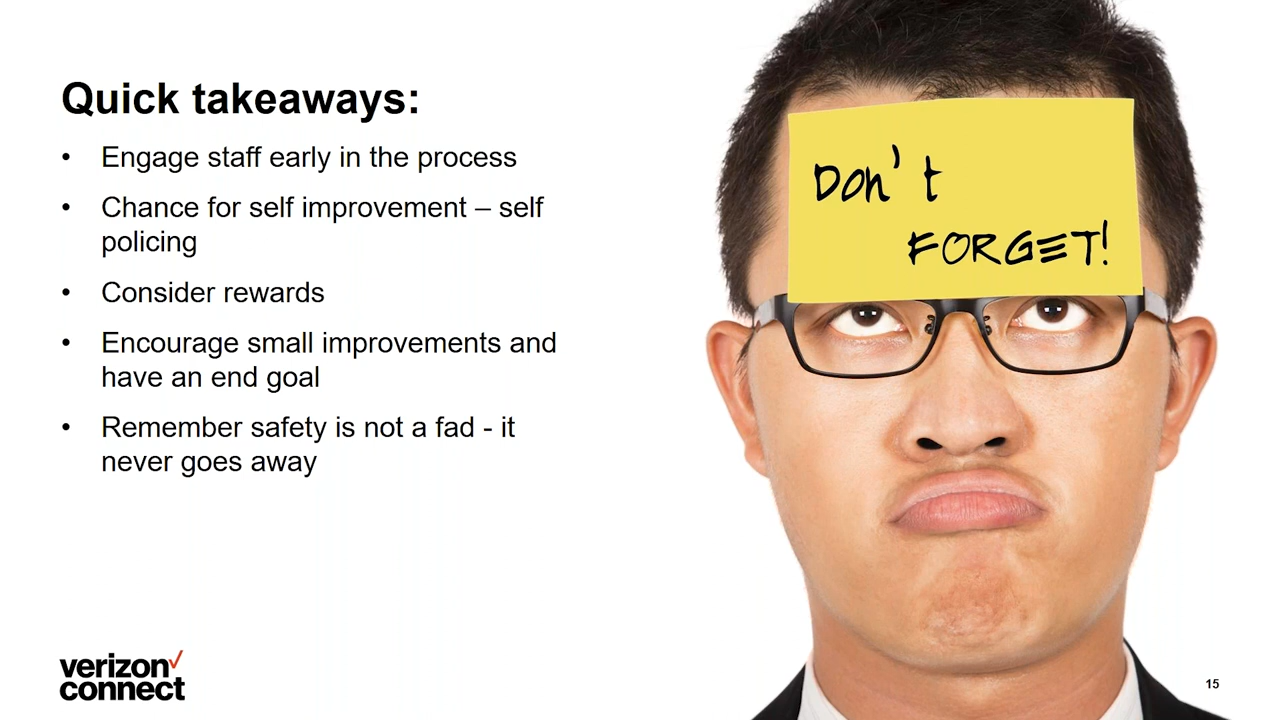 Quick takeaways:
• Engage staff early in the process
• Chance for self improvement – self
policing
• Consider rewards
• Encourage small improvements and
have an end goal
• Remember safety is not a fad - it
never goes away
Don't
FORGET!
verizon
connect
15